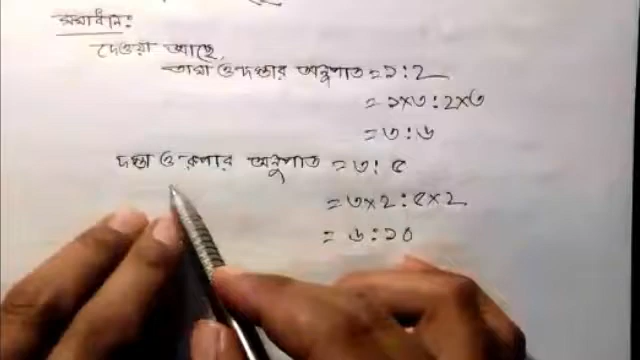 সমাধান:
দেওয়া আছে,
তামা ও দস্তার অনুপাত = ১:২
= ১×৩:২×৩
= ৩:৬
দস্তা ও রুপার অনুপাত = ৩:৫
= ৩×২:৫×২
= ৬:১০